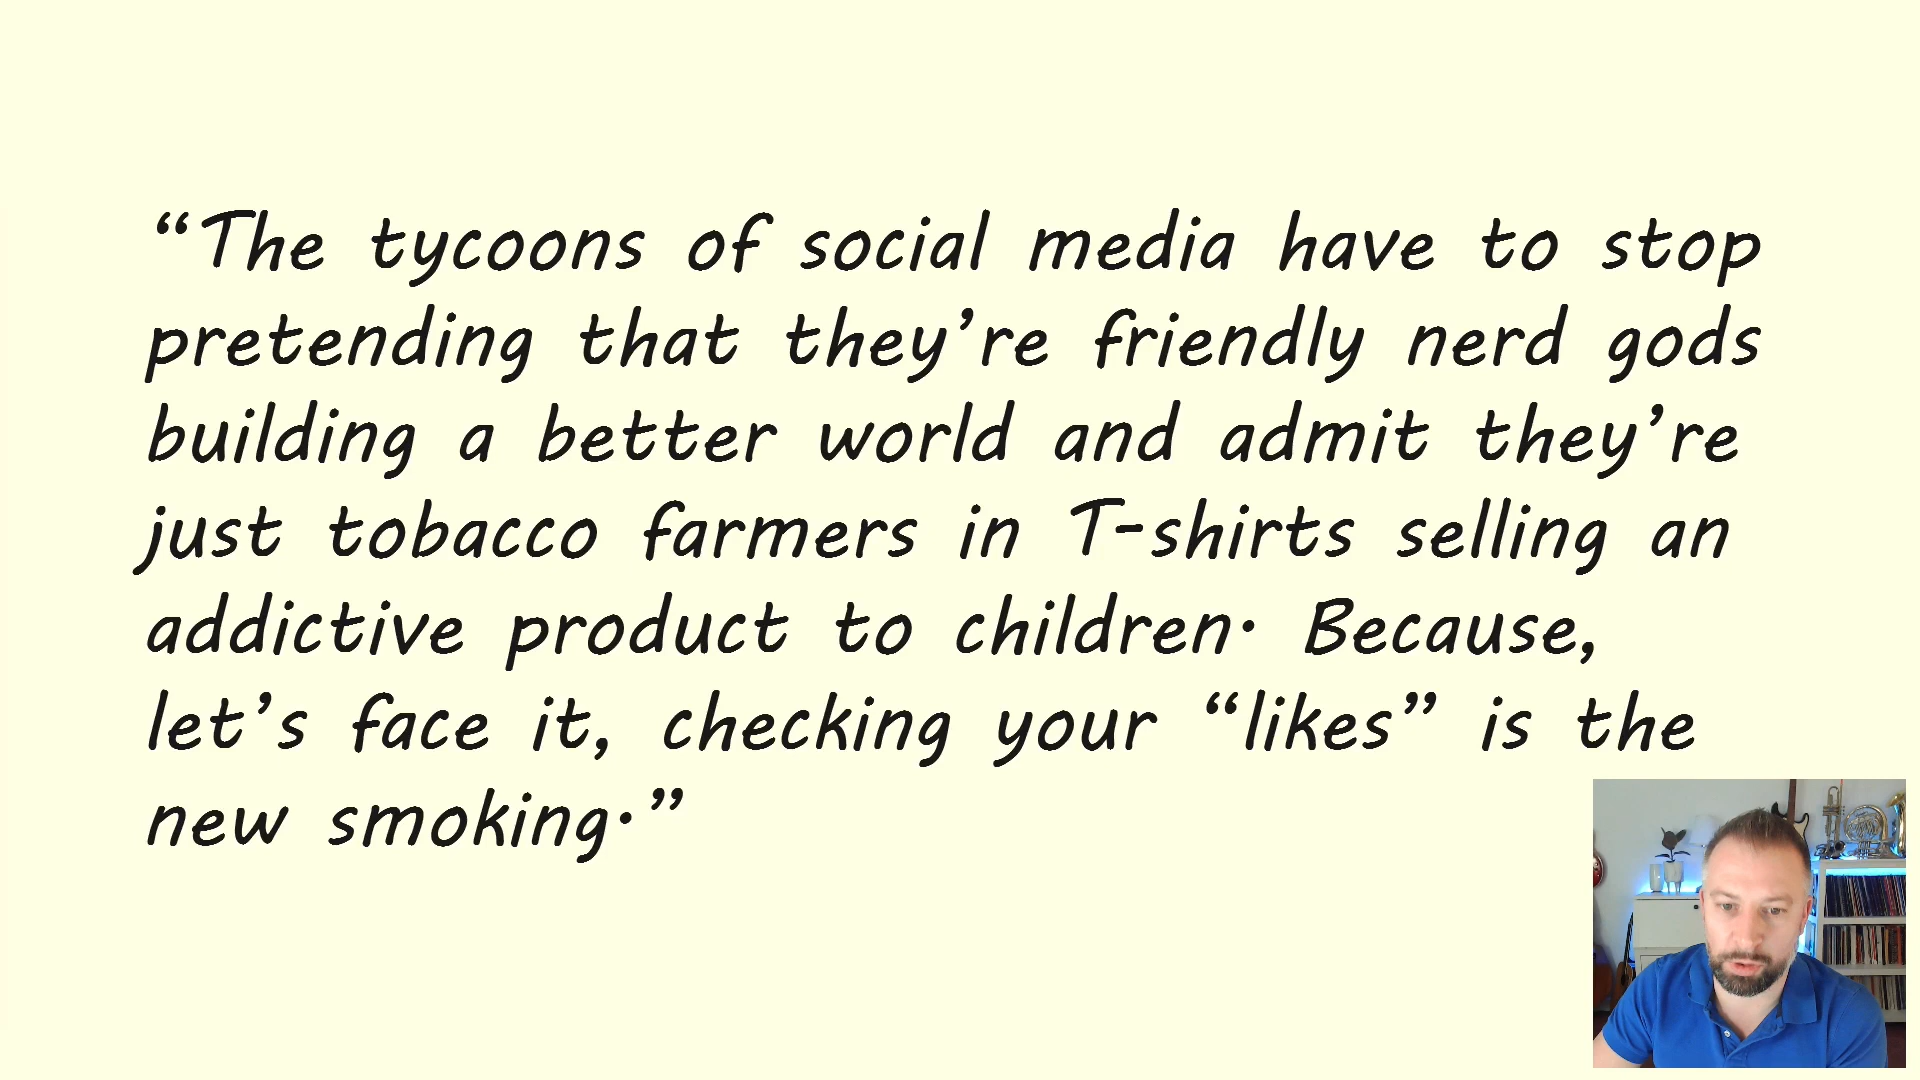 “The tycoons of social media have to stop
pretending that they’re friendly nerd gods
building a better world and admit they’re
just tobacco farmers in T-shirts selling an
addictive product to children. Because,
let’s face it, checking your “likes” is the
new smoking.”